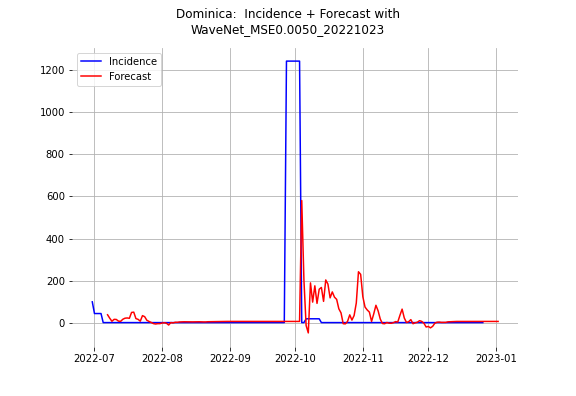 Dominica:  Incidence + Forecast with
WaveNet_MSE0.0050_20221023
Incidence
Forecast
1200
1000
800
600
400
200
0
2022-07 2022-08 2022-09 2022-10 2022-11 2022-12 2023-01